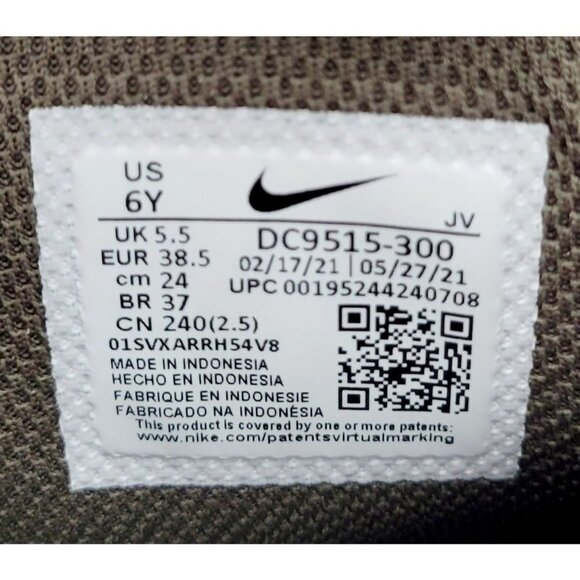 US
6Y
JV
UK 5.5
EUR 38.5
cm 24
BR 37
CN 240(2.5)
DC9515-300
02/17/21 | 05/27/21
UPC 00195244240708
01SVXARRH54V8
MADE IN INDONESIA
HECHO EN INDONESIA
FABRIQUE EN INDONESIE
FABRICADO NA INDONÉSIA
This product is covered by one or more patents:
www.nike.com/patentsvirtualmarking